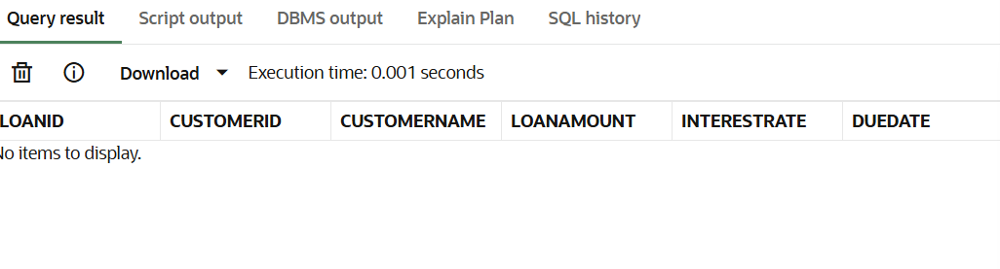 Query result Script output DBMS output Explain Plan SQL history
Download Execution time: 0.001 seconds
LOANID CUSTOMERID CUSTOMERNAME LOANAMOUNT INTERESTRATE DUEDATE
No items to display.